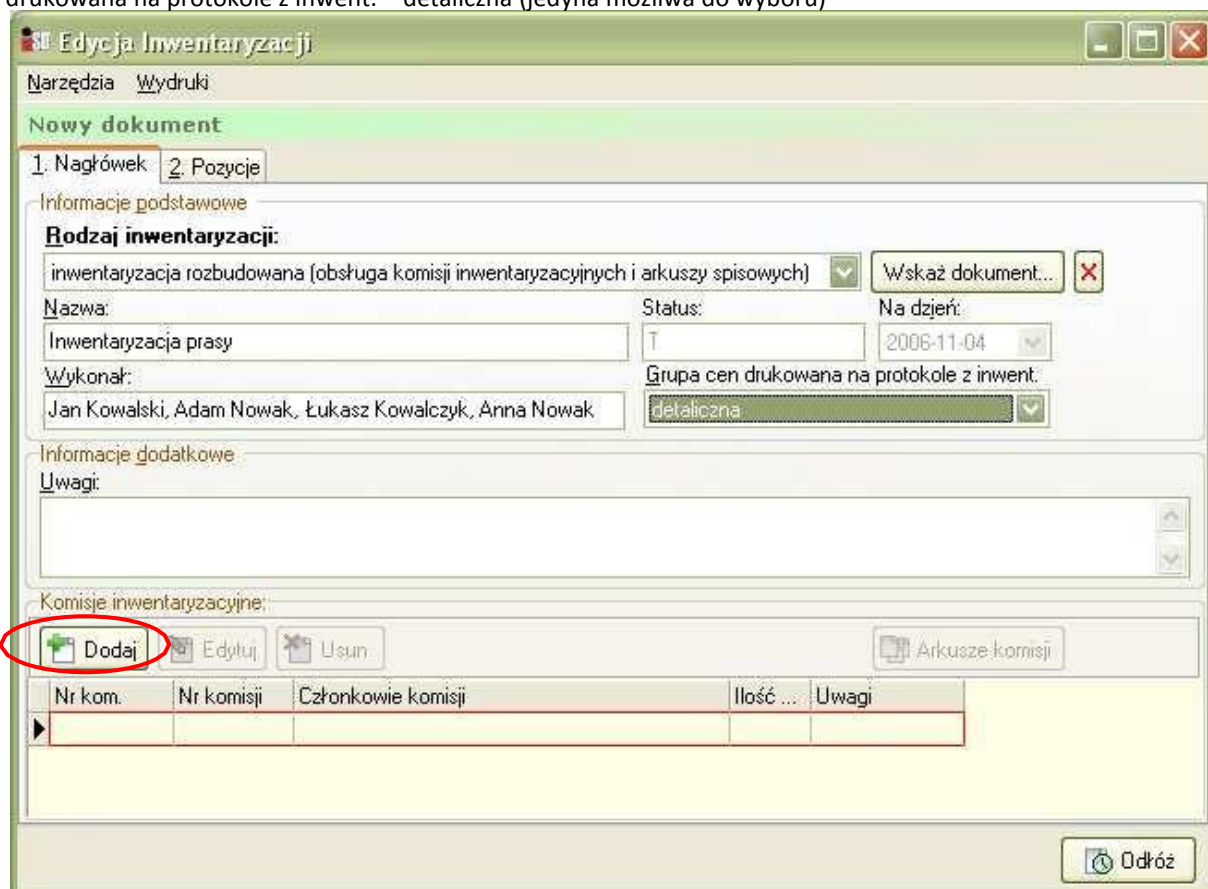 drukowana na protokole z inwent. – detaliczna (jedyna możliwa do wyboru)
Edycja Inwentaryzacji
Narzędzia Wydruki
Nowy dokument
1. Nagłówek 2. Pozycje
Informacje podstawowe
Rodzaj inwentaryzacji:
inwentaryzacja rozbudowana (obsługa komisji inwentaryzacyjnych i arkuszy spisowych) Wskaż dokument...
Nazwa: Status: Na dzień:
Inwentaryzacja prasy T 2006-11-04
Wykonał: Grupa cen drukowana na protokole z inwent.
Jan Kowalski, Adam Nowak, Łukasz Kowalczyk, Anna Nowak detaliczna
Informacje dodatkowe
Uwagi:
Komisje inwentaryzacyjne:
Dodaj Edytuj Usun Arkusze komisji
Nr kom. Nr komisji Członkowie komisji Ilość ... Uwagi
Odłóż